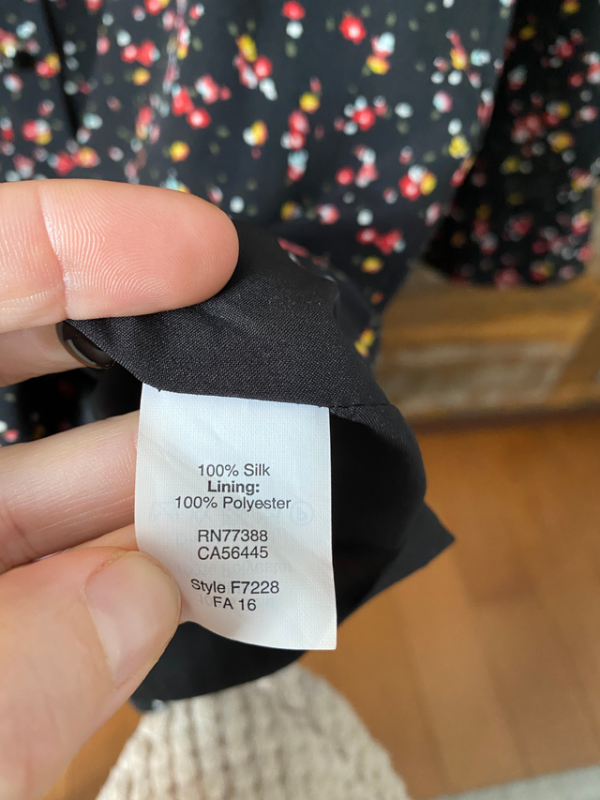 100% Silk
Lining:
100% Polyester
RN77388
CA56445
Style F7228
FA 16